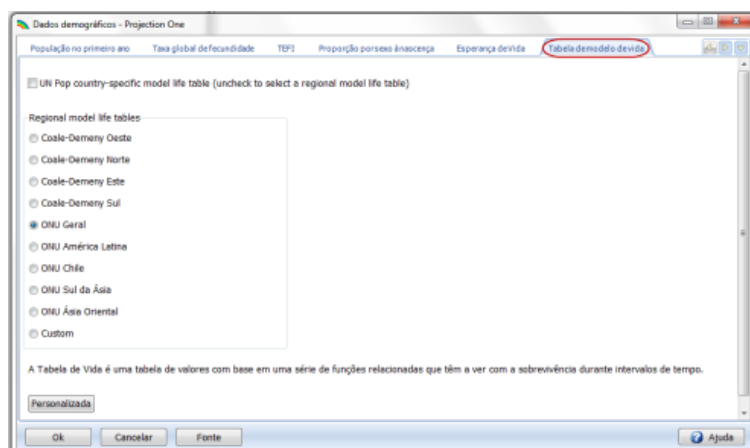 Dados demográficos - Projection One
População no primeiro ano Taxa global de fecundidade TEFI Proporção por sexo à nascença Esperança de Vida Tabela de modelo de vida
UN Pop country-specific model life table (uncheck to select a regional model life table)
Regional model life tables
Coale-Demeny Oeste
Coale-Demeny Norte
Coale-Demeny Este
Coale-Demeny Sul
ONU Geral
ONU América Latina
ONU Chile
ONU Sul da Ásia
ONU Ásia Oriental
Custom
A Tabela de Vida é uma tabela de valores com base em uma série de funções relacionadas que têm a ver com a sobrevivência durante intervalos de tempo.
Personalizada
Ok Cancelar Fonte Ajuda